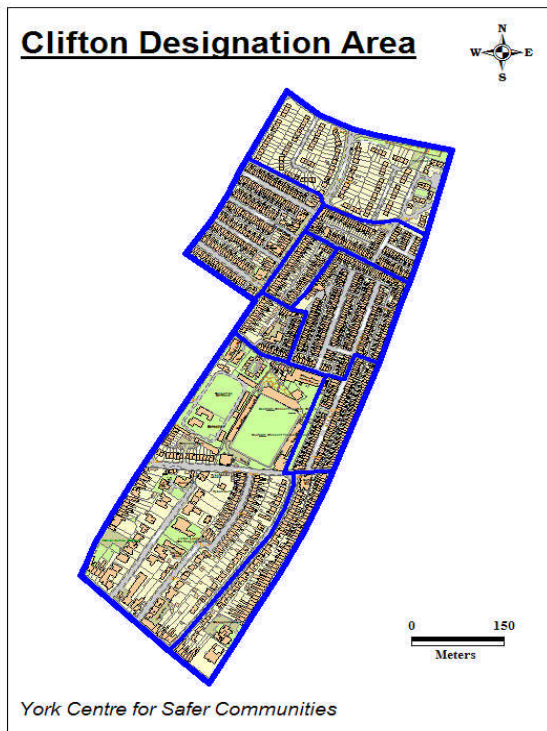 Clifton Designation Area
N
W E
S
0 150
Meters
York Centre for Safer Communities